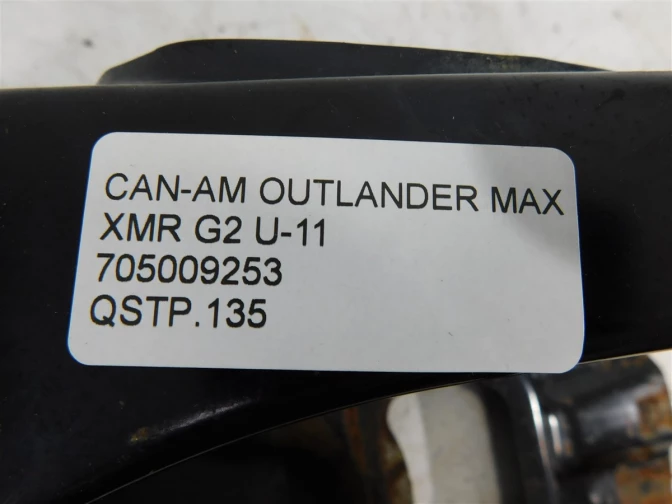 CAN-AM OUTLANDER MAX
XMR G2 U-11
705009253
QSTP.135